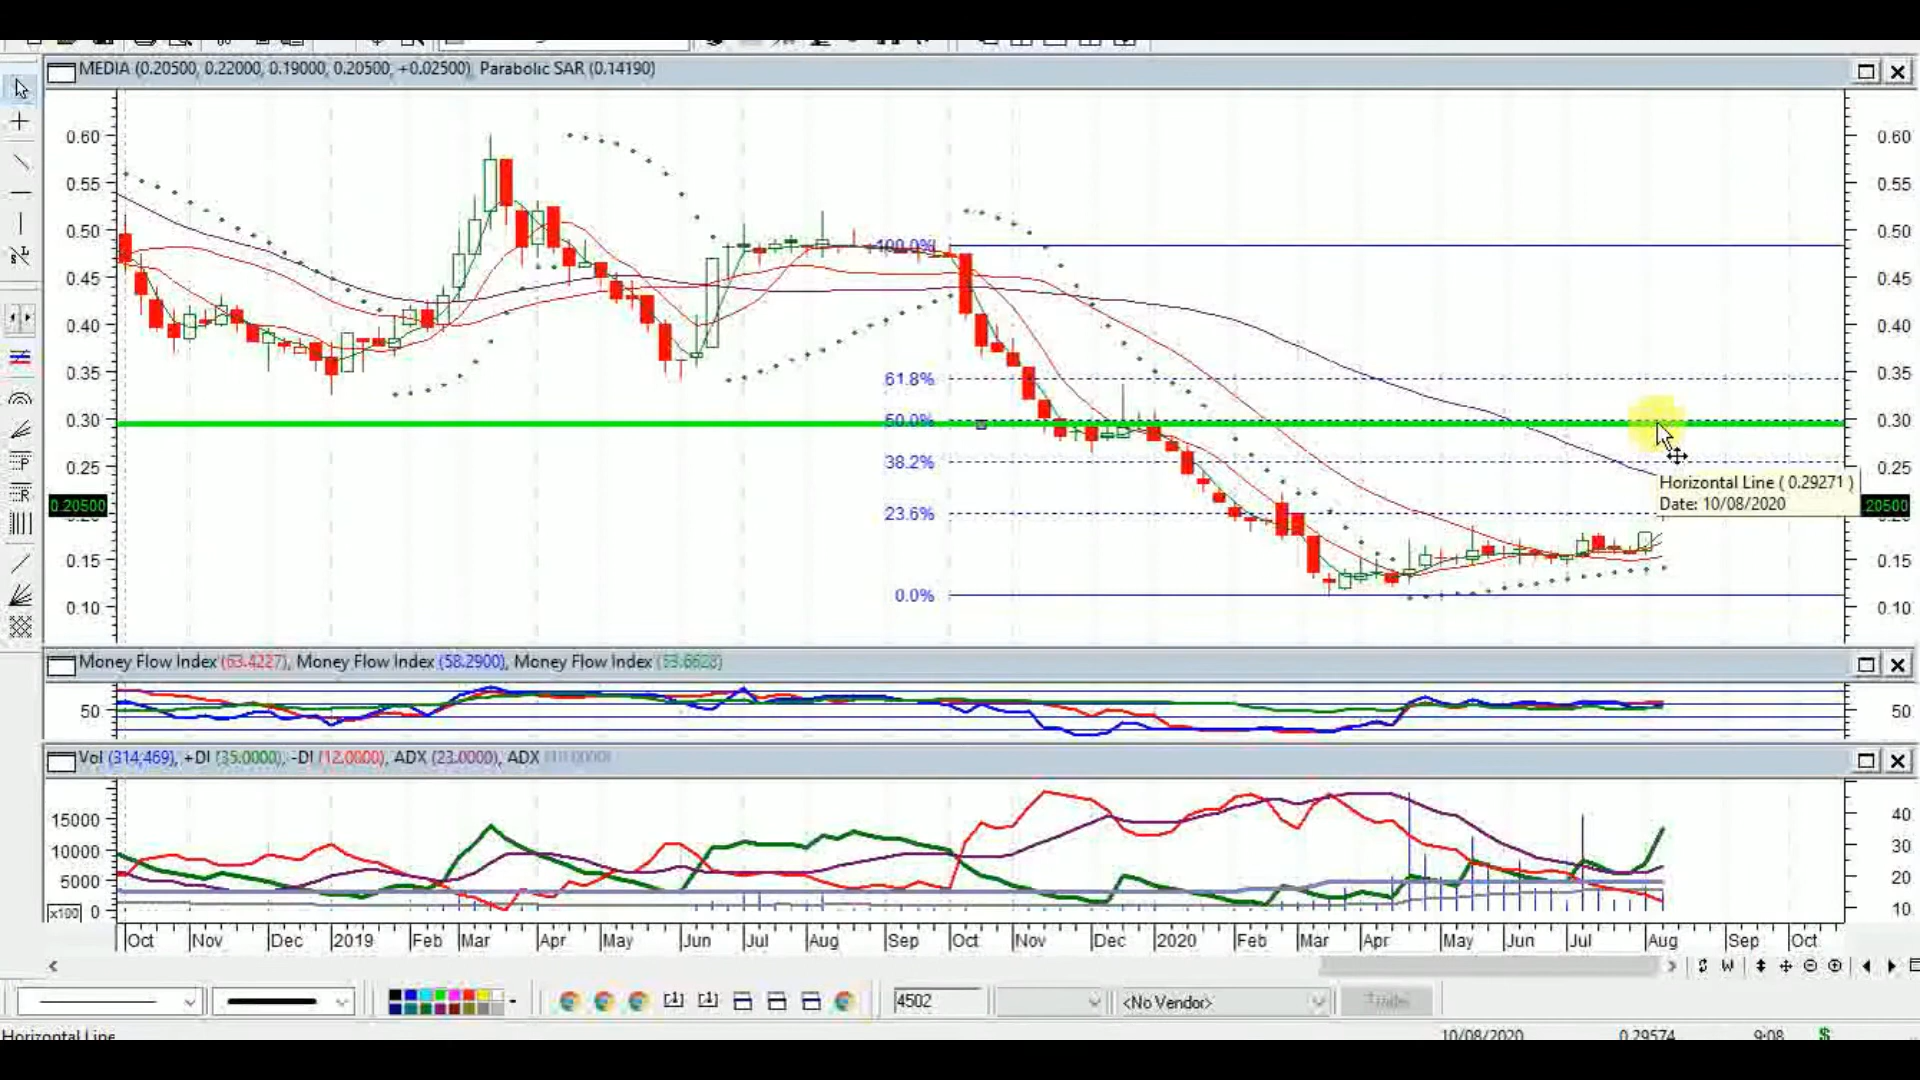 MEDIA (0.20500, 0.22000, 0.19000, 0.20500, +0.02500), Parabolic SAR (0.14190)
0.60 0.60
0.55 0.55
0.50 100.0% 0.50
0.45 0.45
0.40 0.40
0.35 61.8% 0.35
0.30 50.0% 0.30
0.25 38.2% 0.25
Horizontal Line ( 0.29271 )
Date: 10/08/2020
0.20500 23.6% 20500
0.15 0.15
0.10 0.0% 0.10
Money Flow Index (63.4227), Money Flow Index (58.2900), Money Flow Index
50 50
Vol (314,469), +DI (35.0000), -DI (12.0000), ADX (23.0000), ADX
15000 40
10000 30
5000 20
x100 0 10
Oct Nov Dec 2019 Feb Mar Apr May Jun Jul Aug Sep Oct Nov Dec 2020 Feb Mar Apr May Jun Jul Aug Sep Oct
W
4502 <No Vendor>
Horizontal Line 10/08/2020 0.29574 9:08 $